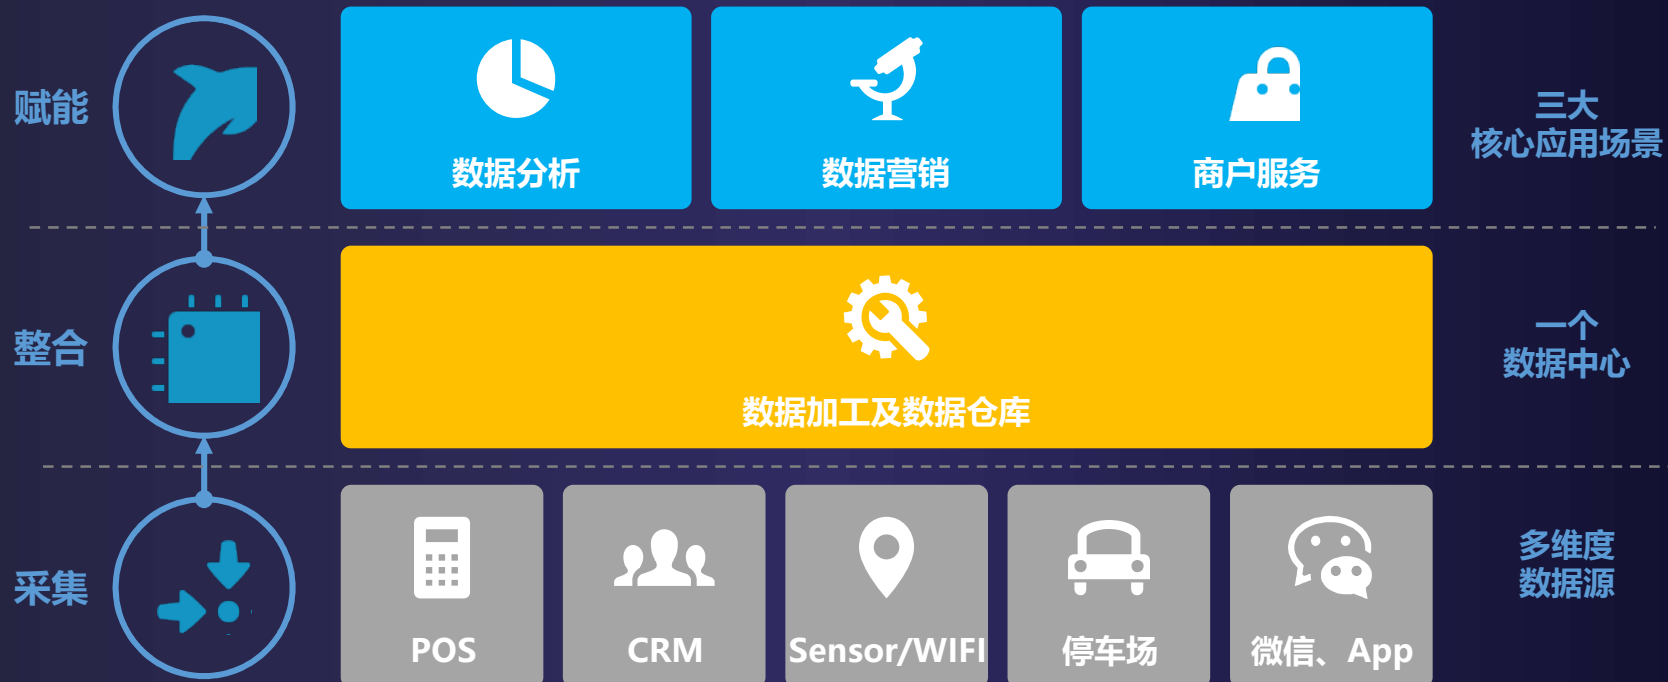 赋能
数据分析
数据营销
商户服务
三大
核心应用场景
整合
数据加工及数据仓库
一个
数据中心
采集
POS
CRM
Sensor/WIFI
停车场
微信、App
多维度
数据源